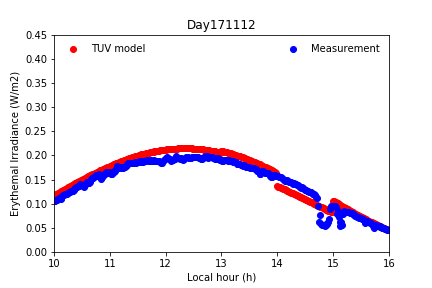 Day171112
TUV model
Measurement
Erythemal Irradiance (W/m2)
0.45
0.40
0.35
0.30
0.25
0.20
0.15
0.10
0.05
0.00
10 11 12 13 14 15 16
Local hour (h)